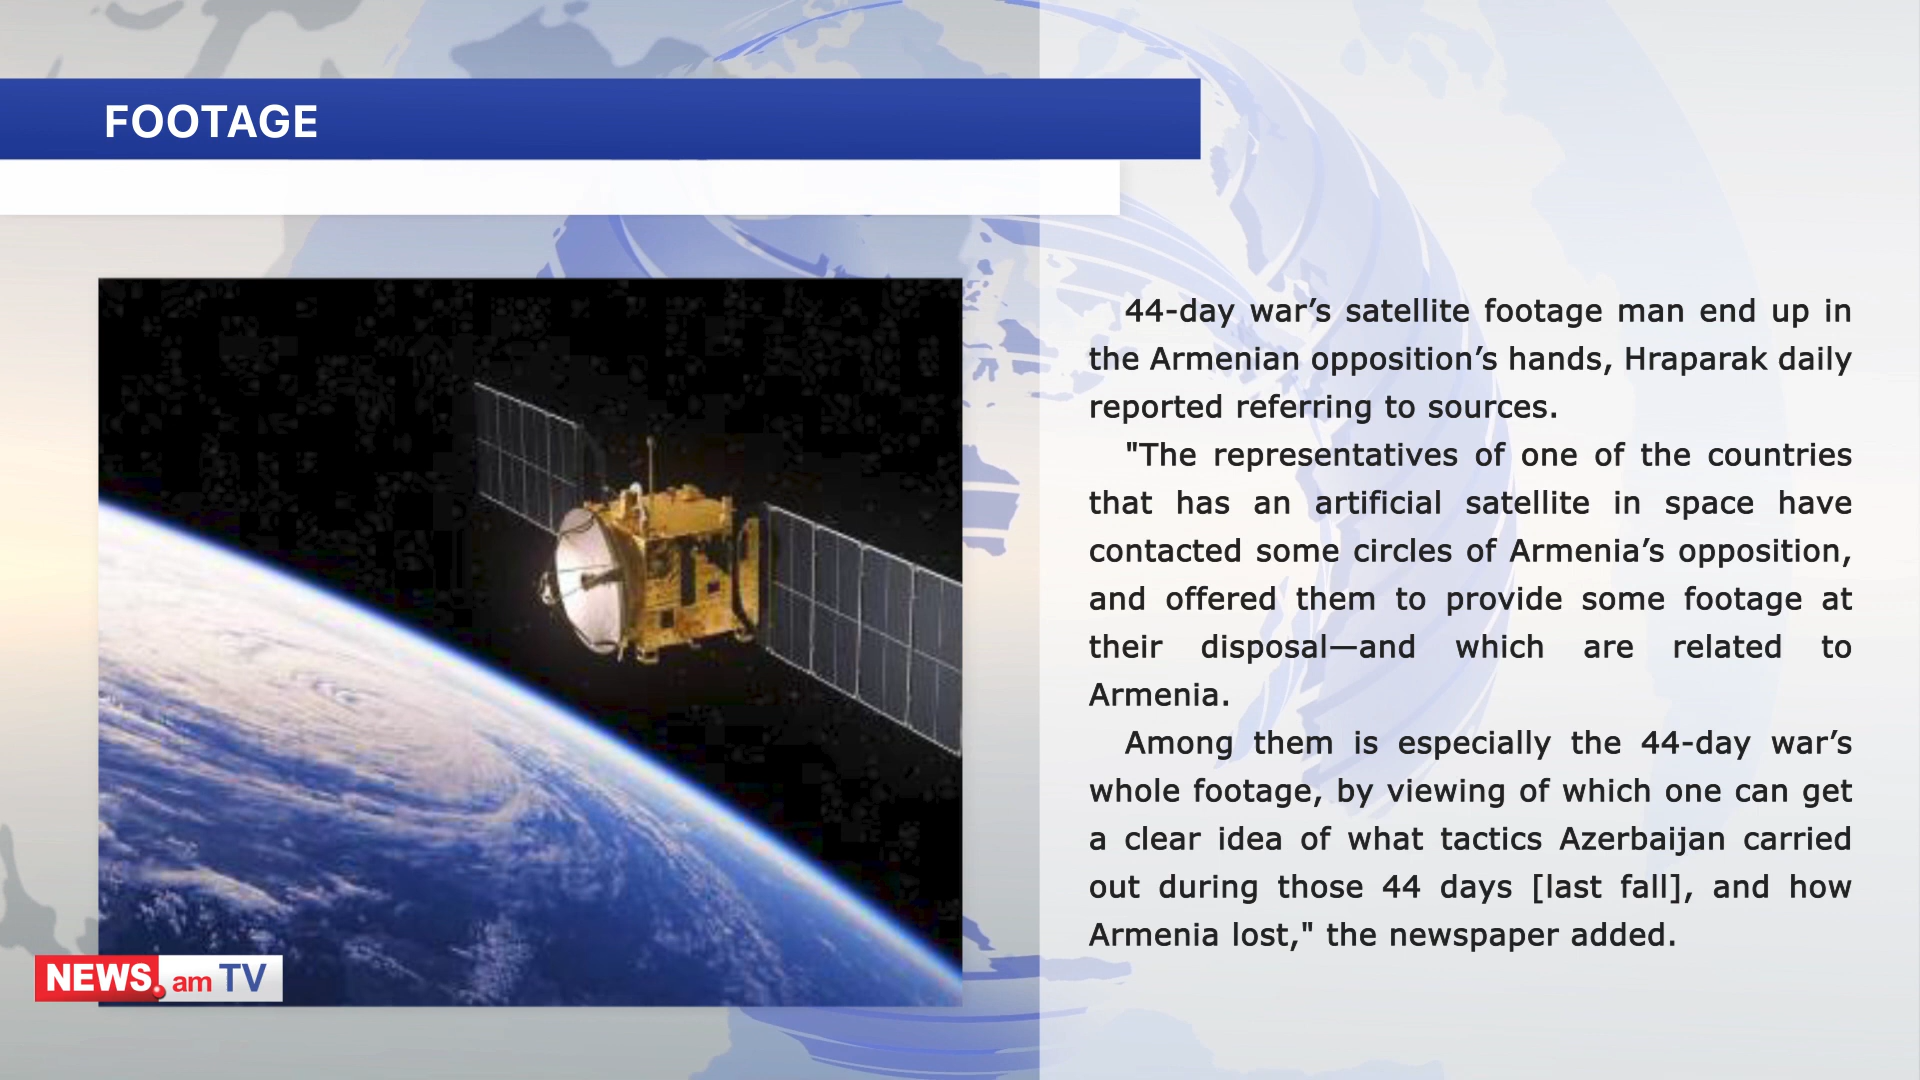 FOOTAGE
44-day war’s satellite footage man end up in
the Armenian opposition’s hands, Hraparak daily
reported referring to sources.
"The representatives of one of the countries
that has an artificial satellite in space have
contacted some circles of Armenia’s opposition,
and offered them to provide some footage at
their disposal—and which are related to
Armenia.
Among them is especially the 44-day war’s
whole footage, by viewing of which one can get
a clear idea of what tactics Azerbaijan carried
out during those 44 days [last fall], and how
Armenia lost," the newspaper added.
NEWS.am TV